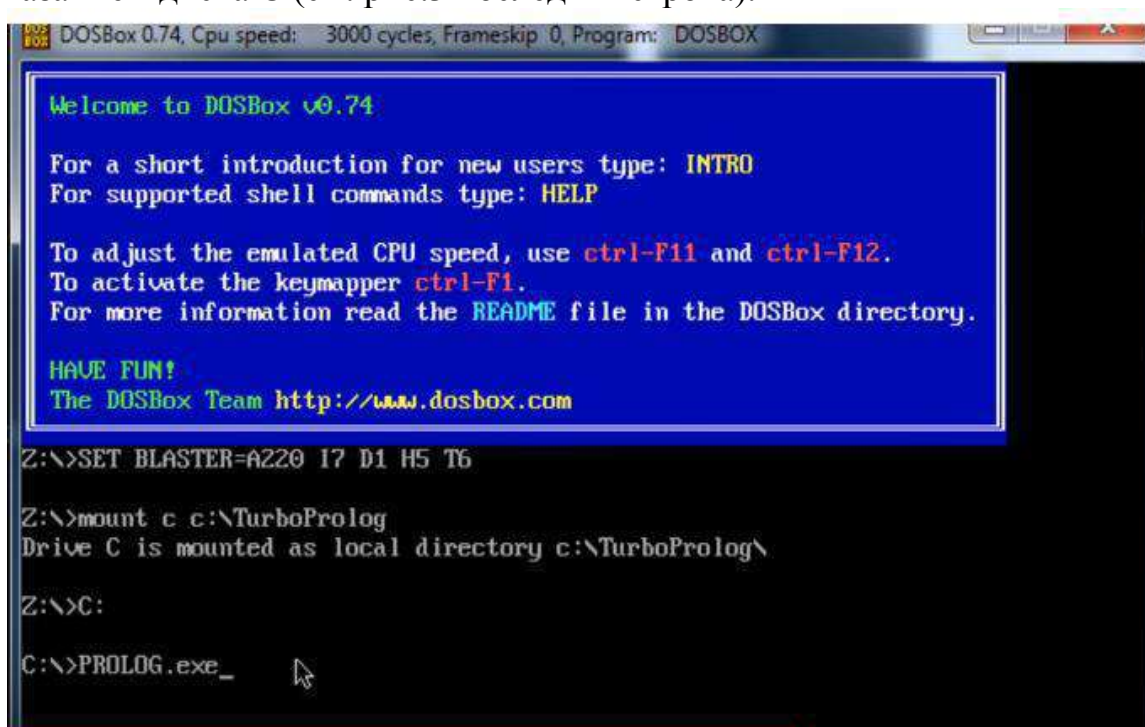 DOSBox 0.74, Cpu speed: 3000 cycles, Frameskip 0, Program: DOSBOX
Welcome to DOSBox v0.74
For a short introduction for new users type: INTRO
For supported shell commands type: HELP
To adjust the emulated CPU speed, use ctrl-F11 and ctrl-F12.
To activate the keymapper ctrl-F1.
For more information read the README file in the DOSBox directory.
HAVE FUN!
The DOSBox Team http://www.dosbox.com
Z:\>SET BLASTER=A220 I7 D1 H5 T6
Z:\>mount c c:\TurboProlog
Drive C is mounted as local directory c:\TurboProlog\
Z:\>C:
C:\>PROLOG.exe_